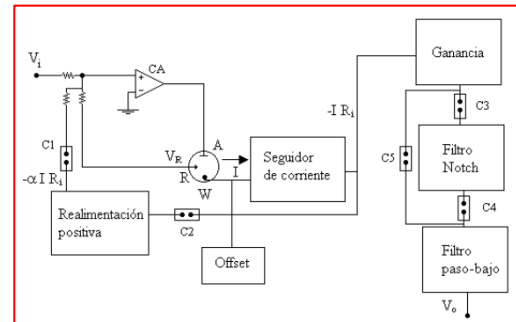 Vi
CA
+
-
Ganancia
-I Ri
C3
C1
A
VR
R
I
W
Seguidor
de corriente
C5
Filtro
Notch
-α I Ri
Realimentación
positiva
C2
C4
Offset
Filtro
paso-bajo
Vo